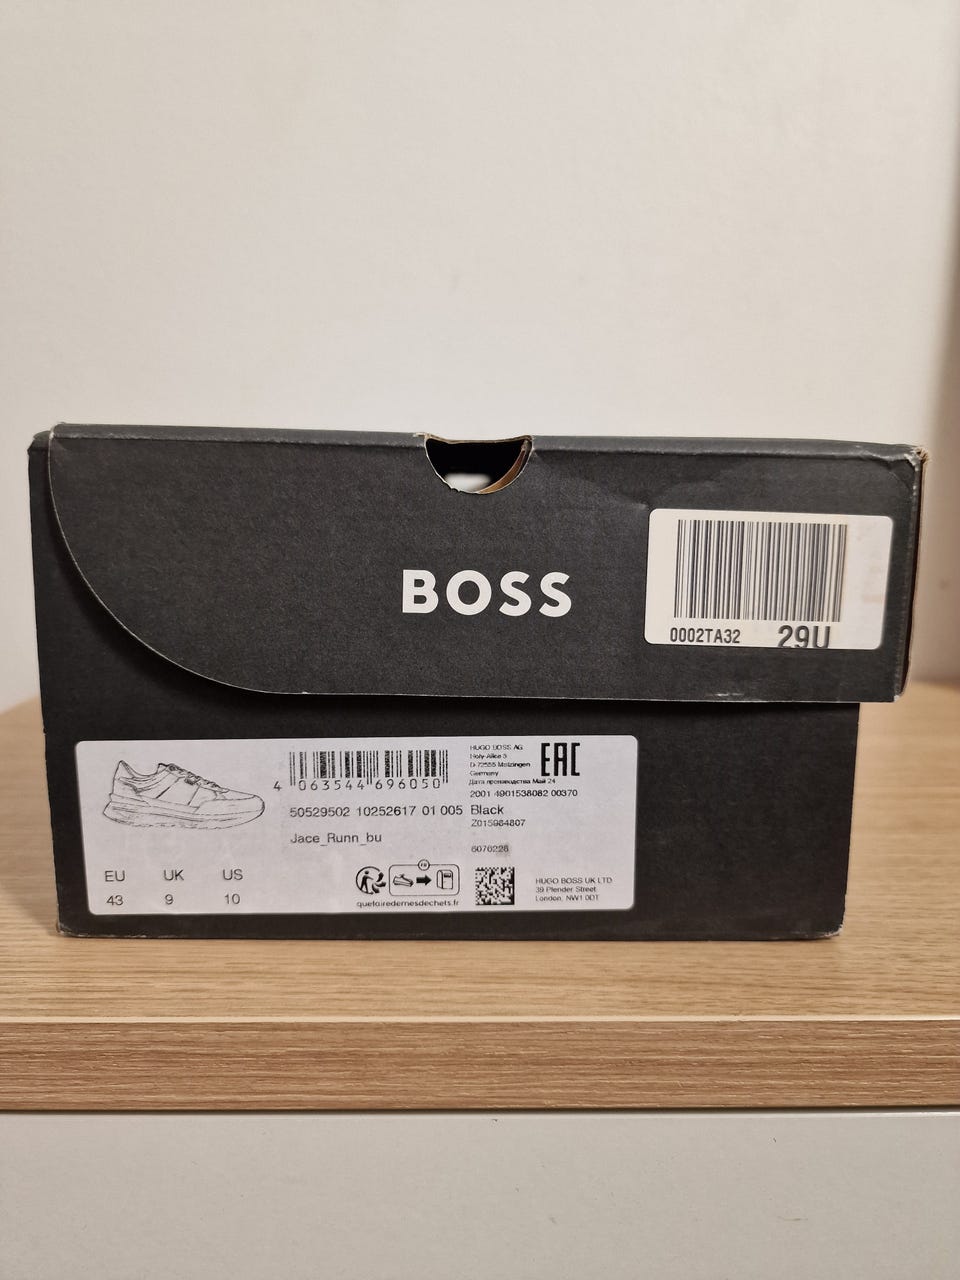 BOSS
0002TA32 29U
4 063544 696050
50529502 10252617 01 005 Black
Jace_Runn_bu
HUGO BOSS AG
Holy-Allee 3
D-72555 Metzingen
Germany
Дата производства Май 24
2001 4901538082 00370
Z015984807
6076226
EAC
EU UK US
43 9 10
FR
quefairedemesdechets.fr
HUGO BOSS UK LTD
39 Plender Street
London, NW1 0DT